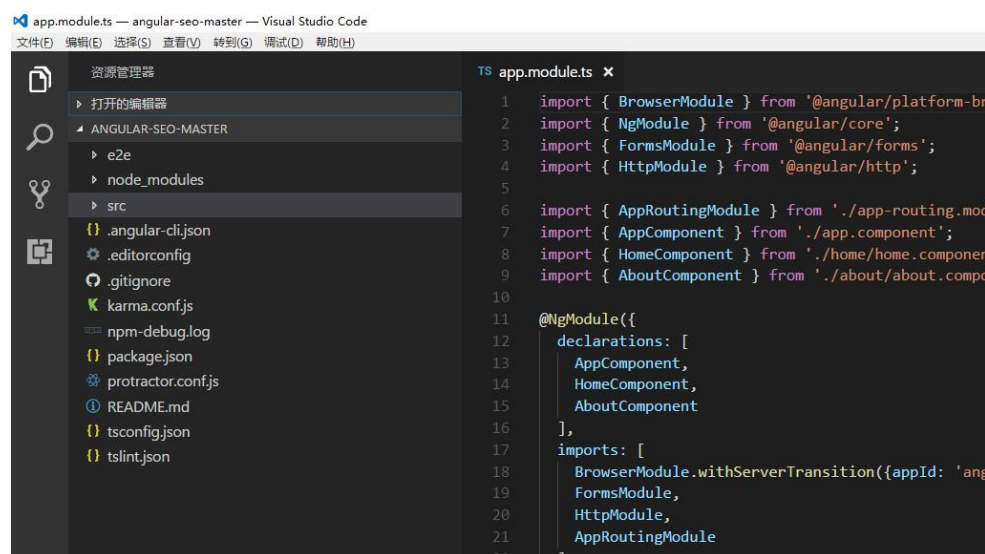 app.module.ts — angular-seo-master — Visual Studio Code
文件(F) 编辑(E) 选择(S) 查看(V) 转到(G) 调试(D) 帮助(H)
资源管理器
打开的编辑器
ANGULAR-SEO-MASTER
e2e
node_modules
src
{} .angular-cli.json
.editorconfig
.gitignore
K karma.conf.js
npm-debug.log
{} package.json
protractor.conf.js
README.md
{} tsconfig.json
{} tslint.json
TS app.module.ts ×
1 import { BrowserModule } from '@angular/platform-br
2 import { NgModule } from '@angular/core';
3 import { FormsModule } from '@angular/forms';
4 import { HttpModule } from '@angular/http';
5
6 import { AppRoutingModule } from './app-routing.mod
7 import { AppComponent } from './app.component';
8 import { HomeComponent } from './home/home.componen
9 import { AboutComponent } from './about/about.compo
10
11 @NgModule({
12 declarations: [
13 AppComponent,
14 HomeComponent,
15 AboutComponent
16 ],
17 imports: [
18 BrowserModule.withServerTransition({appId: 'ang
19 FormsModule,
20 HttpModule,
21 AppRoutingModule